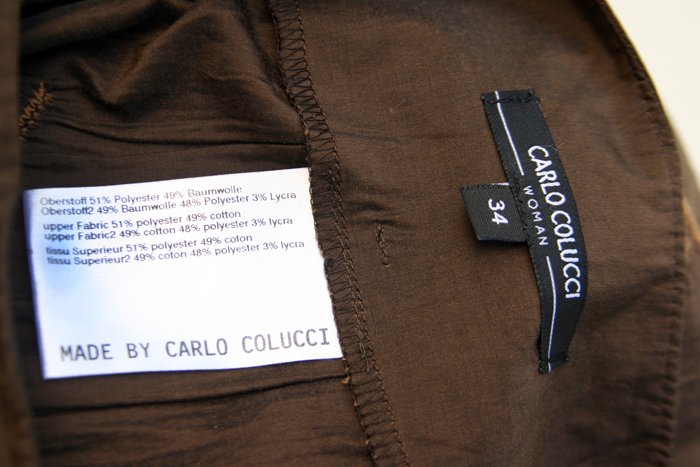 Oberstoff 51% Polyester 49% Baumwolle
Oberstoff2 49% Baumwolle 48% Polyester 3% Lycra
upper Fabric 51% polyester 49% cotton
upper Fabric2 49% cotton 48% polyester 3% lycra
tissu Superieur 51% polyester 49% coton
tissu Superieur2 49% coton 48% polyester 3% lycra
MADE BY CARLO COLUCCI
CARLO COLUCCI
WOMAN
34